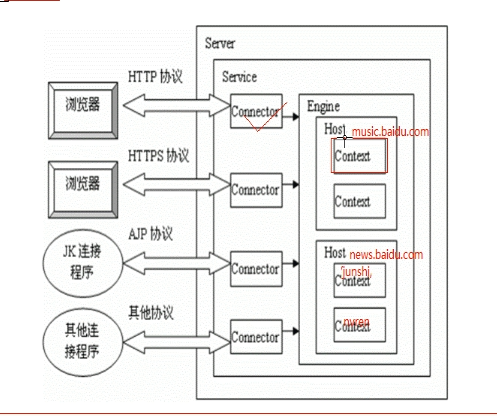 Server
HTTP 协议
Service
浏览器
Connector
Engine
Host music.baidu.com
Context
HTTPS 协议
浏览器
Connector
Context
AJP 协议
JK 连接
程序
Connector
Host news.baidu.com
junshi,
Context
其他协议
其他连
接程序
Connector
Context